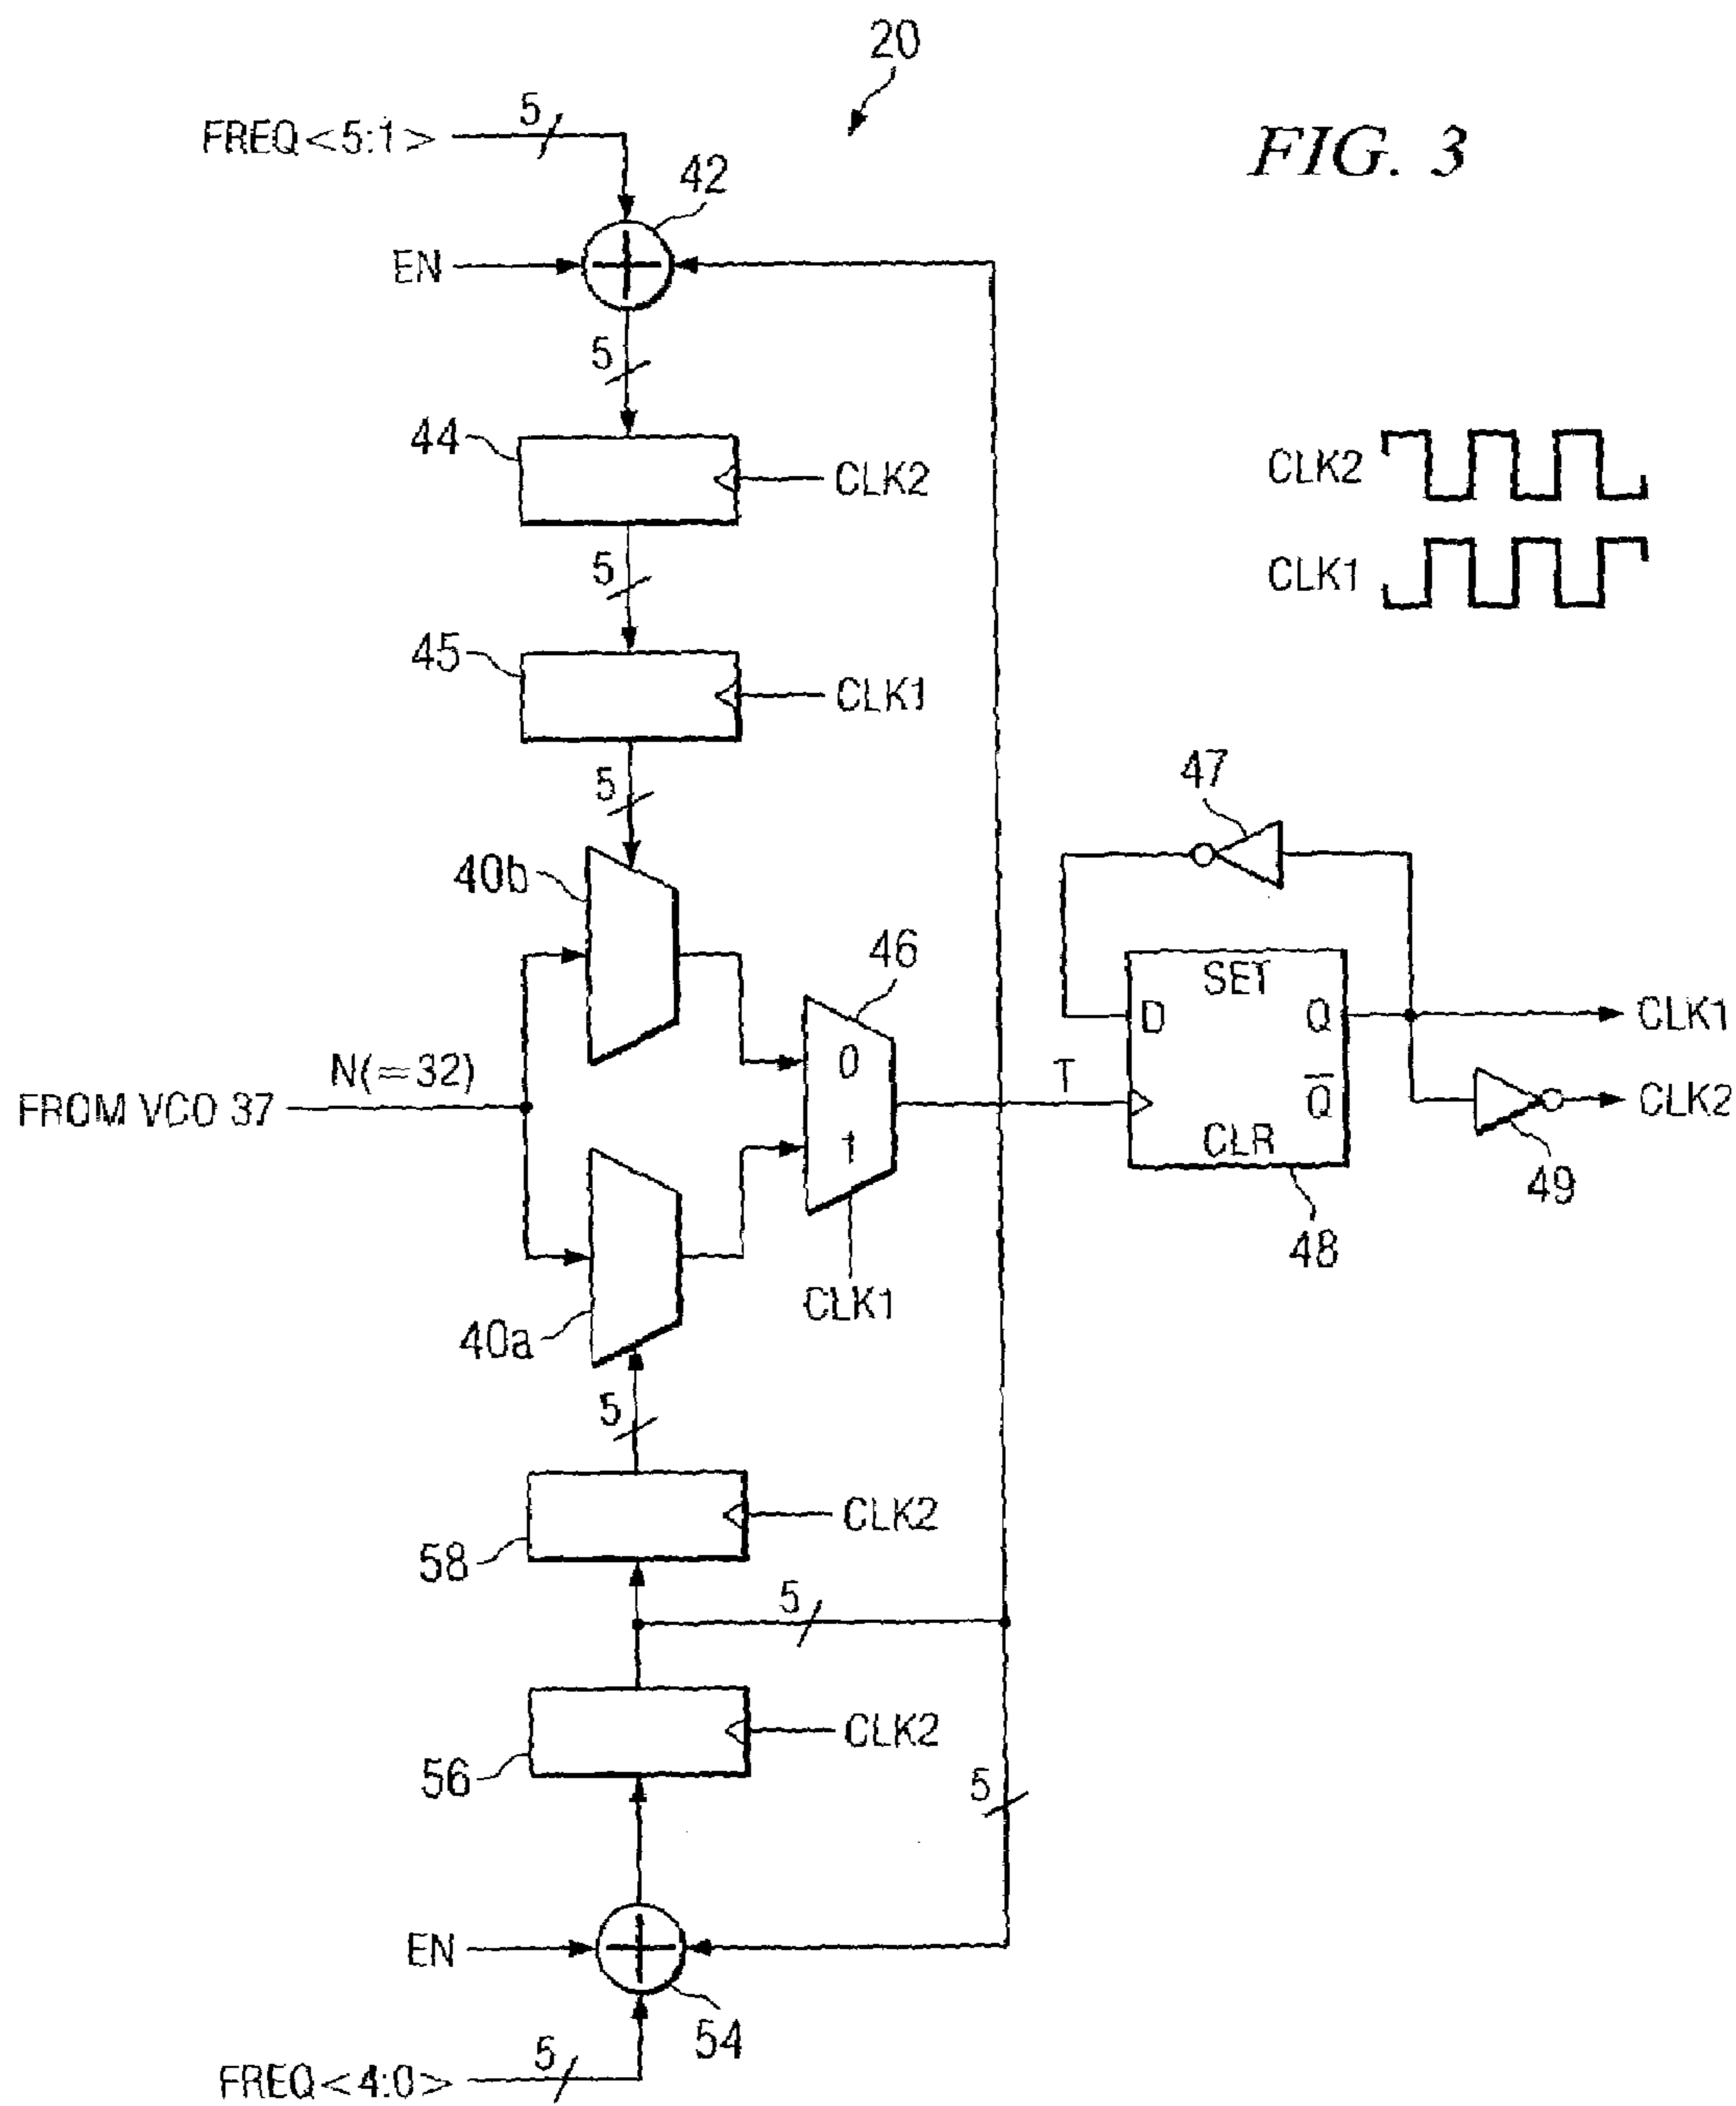 20
FIG. 3
FREQ<5:1>
5
42
EN
5
44
CLK2
CLK2
5
CLK1
45
CLK1
5
47
40b
46
SET
D
Q
CLK1
0
N(=32)
T
Q̅
CLK2
FROM VCO 37
1
CLR
49
48
CLK1
40a
5
CLK2
58
5
CLK2
56
5
EN
54
5
FREQ<4:0>